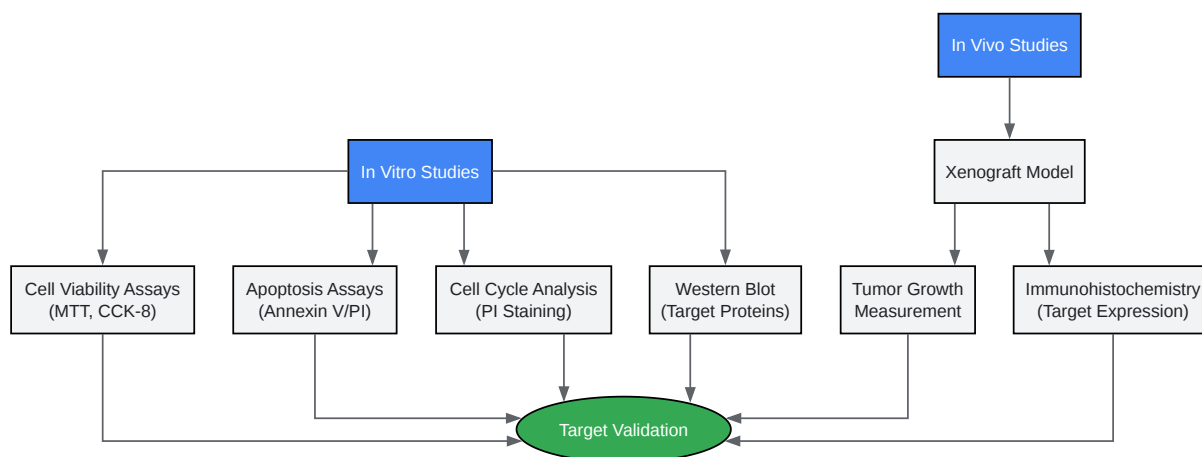 In Vivo Studies
In Vitro Studies
Xenograft Model
Cell Viability Assays
(MTT, CCK-8)
Apoptosis Assays
(Annexin V/PI)
Cell Cycle Analysis
(PI Staining)
Western Blot
(Target Proteins)
Tumor Growth
Measurement
Immunohistochemistry
(Target Expression)
Target Validation